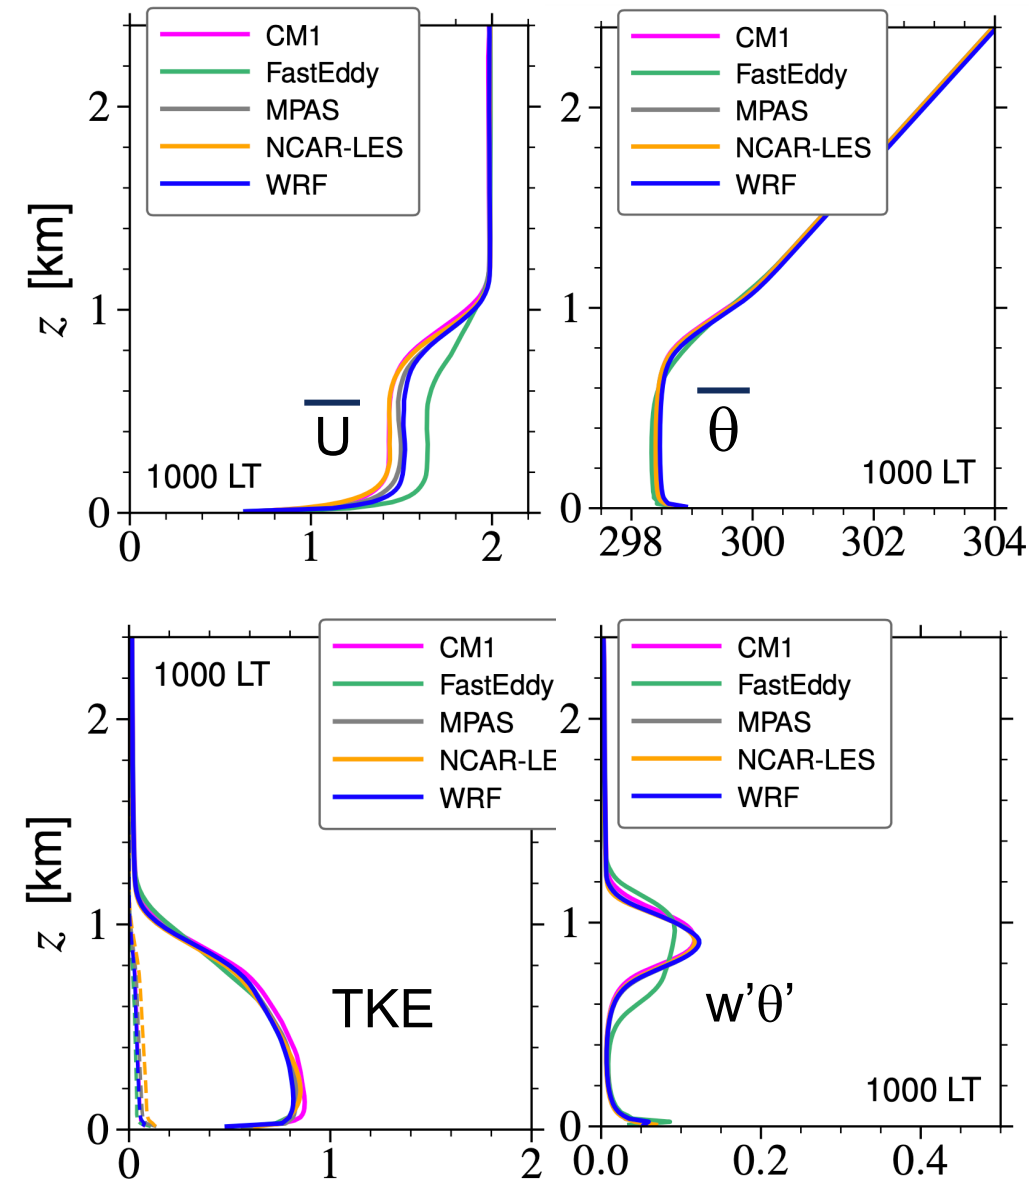 CM1
FastEddy
MPAS
NCAR-LES
WRF
2
1
0
z [km]
U
1000 LT
0 1 2
CM1
FastEddy
MPAS
NCAR-LES
WRF
2
1
0
θ
1000 LT
298 300 302 304
1000 LT
CM1
FastEddy
MPAS
NCAR-LE
WRF
2
1
0
z [km]
TKE
0 1 2
CM1
FastEddy
MPAS
NCAR-LES
WRF
2
1
0
w'θ'
1000 LT
0.0 0.2 0.4